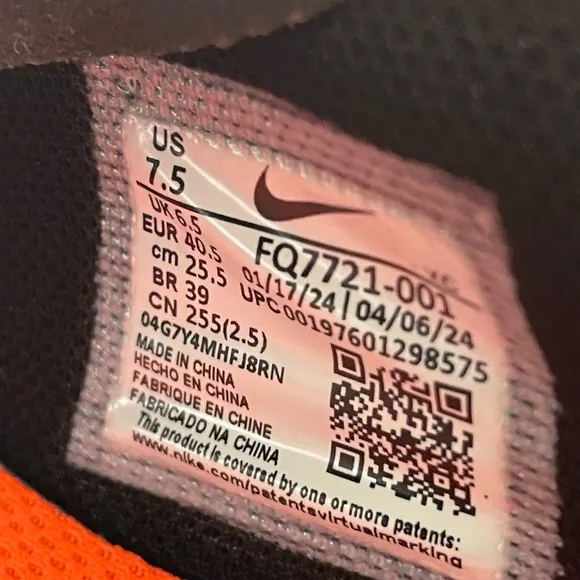 US
7.5
UK 6.5
EUR 40.5
cm 25.5
BR 39
CN 255(2.5)
FQ7721-001
01/17/24 | 04/06/24
UPC 00197601298575
04G7Y4MHFJ8RN
MADE IN CHINA
HECHO EN CHINA
FABRIQUE EN CHINE
FABRICADO NA CHINA
This product is covered by one or more patents:
www.nike.com/patentsvirtualmarking